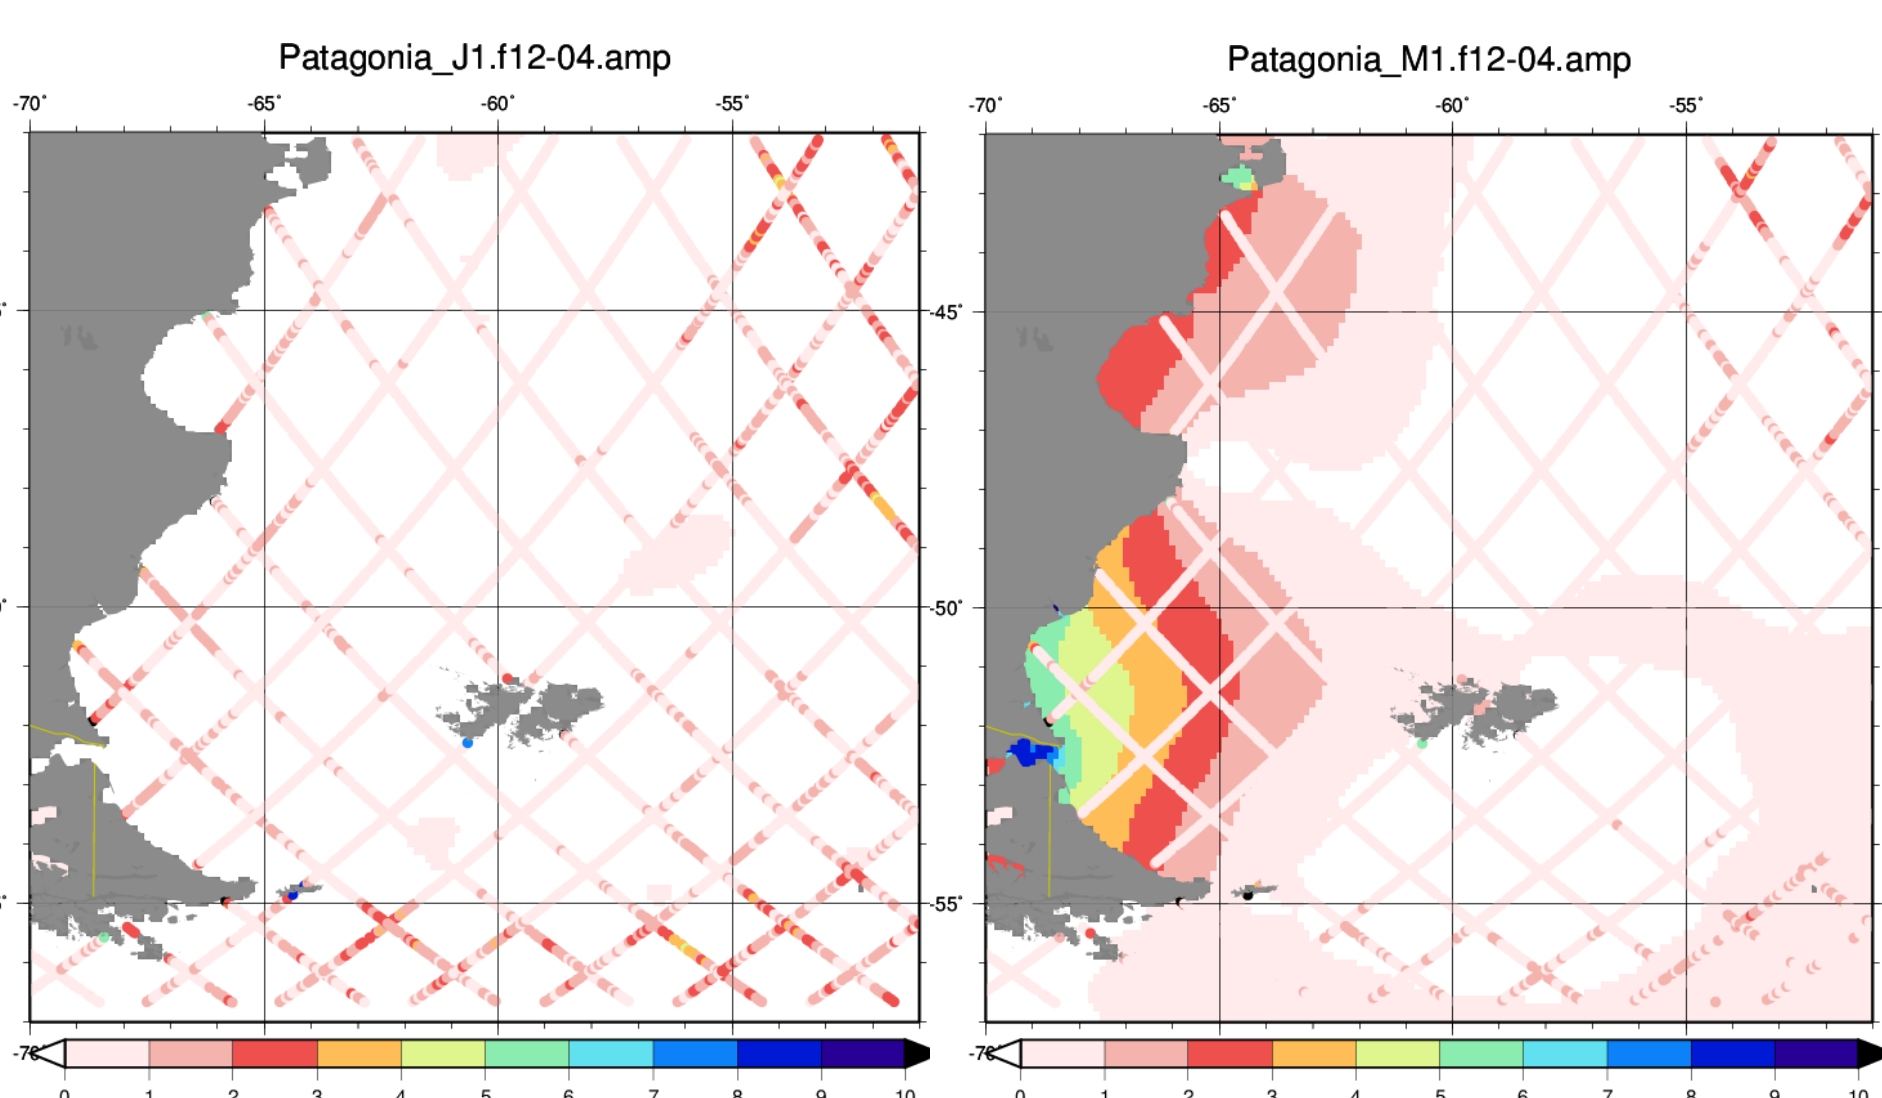 Patagonia_J1.f12-04.amp
Patagonia_M1.f12-04.amp
-70° -65° -60° -55°
-70° -65° -60° -55°
-45°
-50°
-55°
0 1 2 3 4 5 6 7 8 9 10
0 1 2 3 4 5 6 7 8 9 10